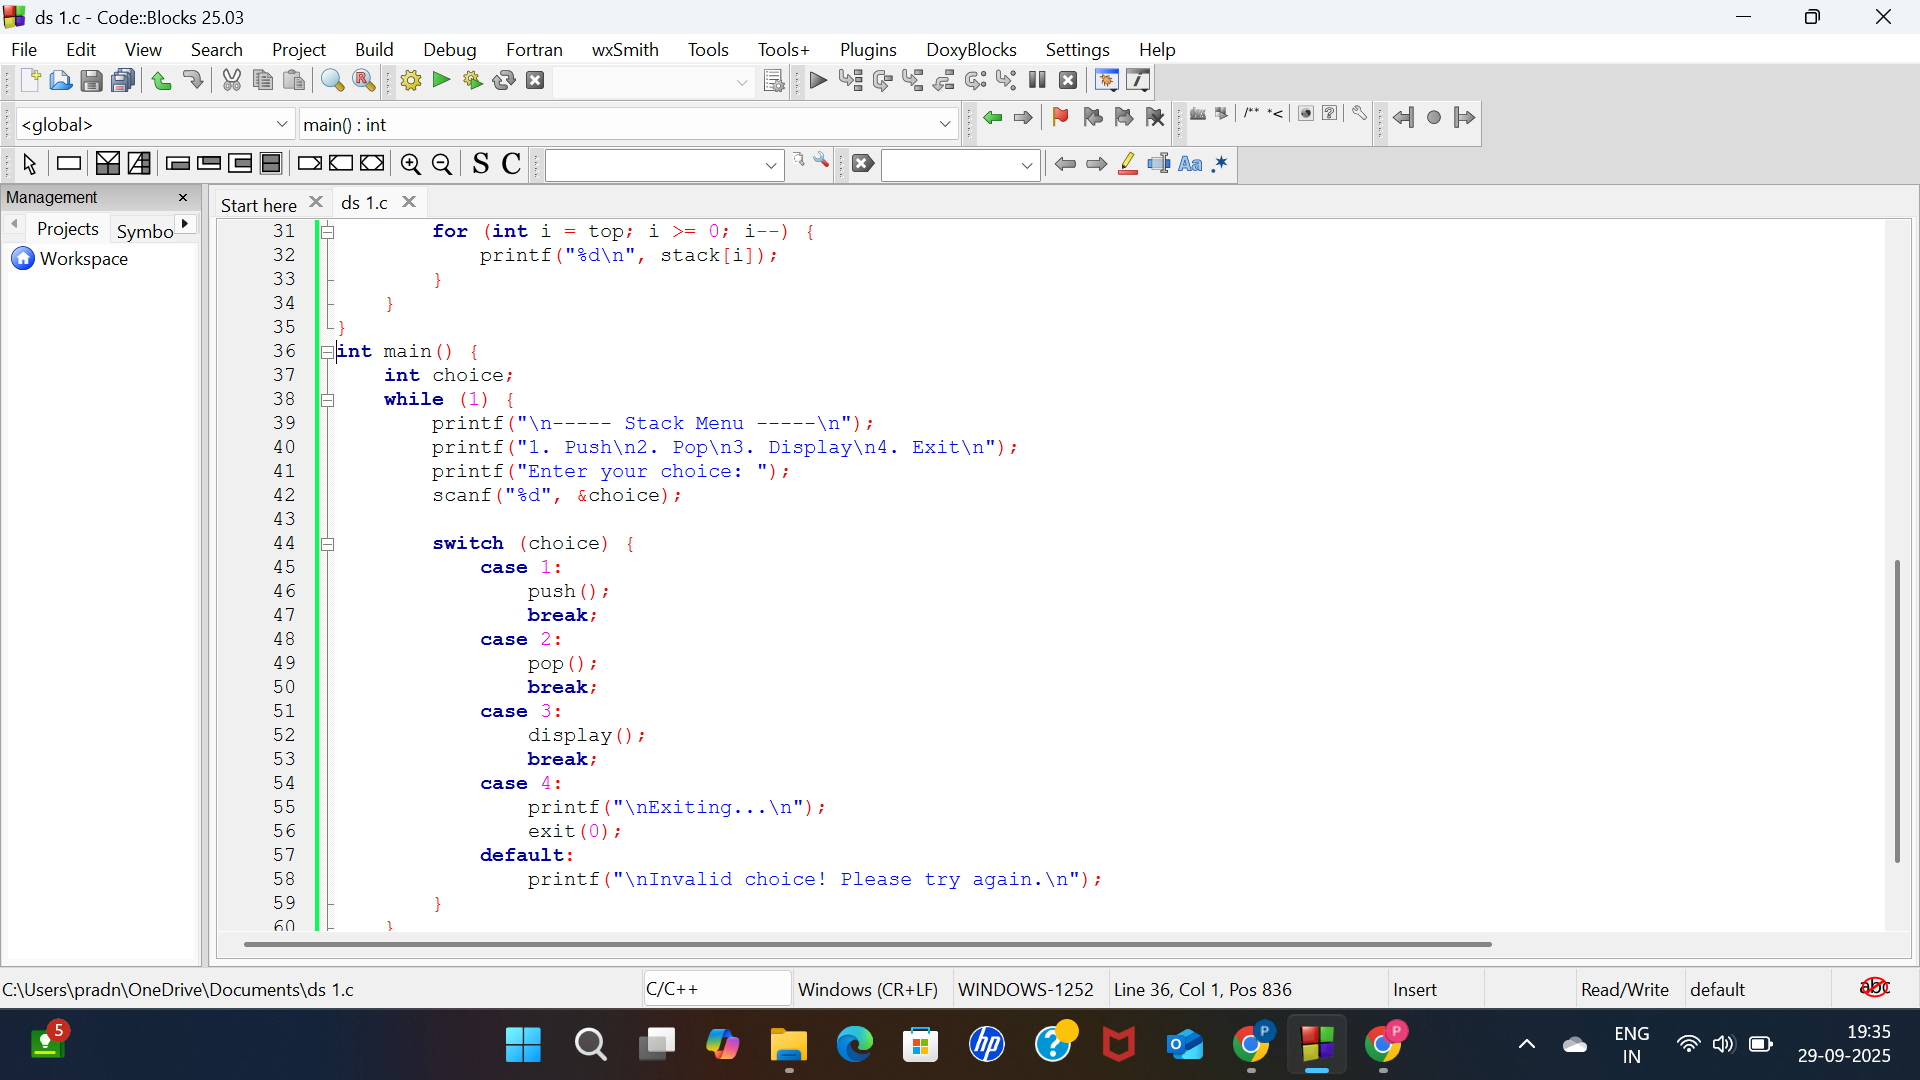 ds 1.c - Code::Blocks 25.03
File Edit View Search Project Build Debug Fortran wxSmith Tools Tools+ Plugins DoxyBlocks Settings Help
<global> main() : int
/** *<
S C Aa .*
Management
Start here ds 1.c
Projects Symbo
Workspace
31 for (int i = top; i >= 0; i--) {
32 printf("%d\n", stack[i]);
33 }
34 }
35 }
36 int main() {
37 int choice;
38 while (1) {
39 printf("\n----- Stack Menu -----\n");
40 printf("1. Push\n2. Pop\n3. Display\n4. Exit\n");
41 printf("Enter your choice: ");
42 scanf("%d", &choice);
43
44 switch (choice) {
45 case 1:
46 push();
47 break;
48 case 2:
49 pop();
50 break;
51 case 3:
52 display();
53 break;
54 case 4:
55 printf("\nExiting...\n");
56 exit(0);
57 default:
58 printf("\nInvalid choice! Please try again.\n");
59 }
60 }
C:\Users\pradn\OneDrive\Documents\ds 1.c C/C++ Windows (CR+LF) WINDOWS-1252 Line 36, Col 1, Pos 836 Insert Read/Write default abc
5 hp P P ENG IN 19:35
29-09-2025